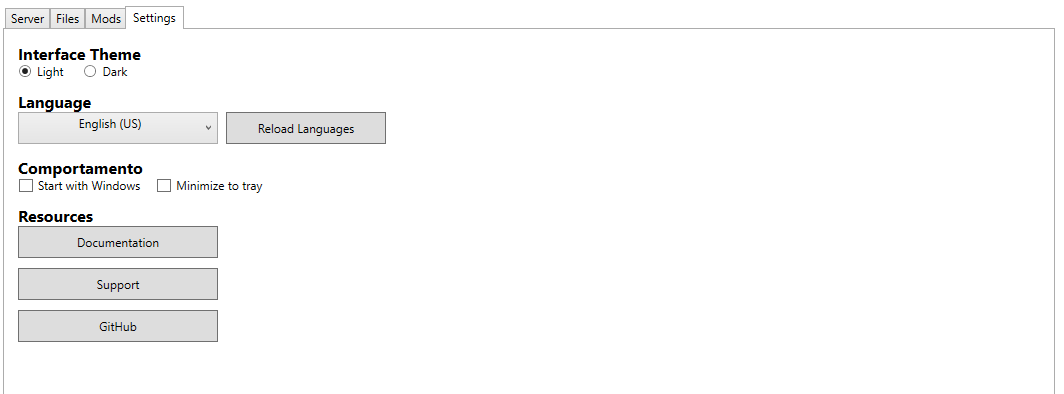 Server Files Mods Settings
Interface Theme
Light Dark
Language
English (US) Reload Languages
Comportamento
Start with Windows Minimize to tray
Resources
Documentation
Support
GitHub